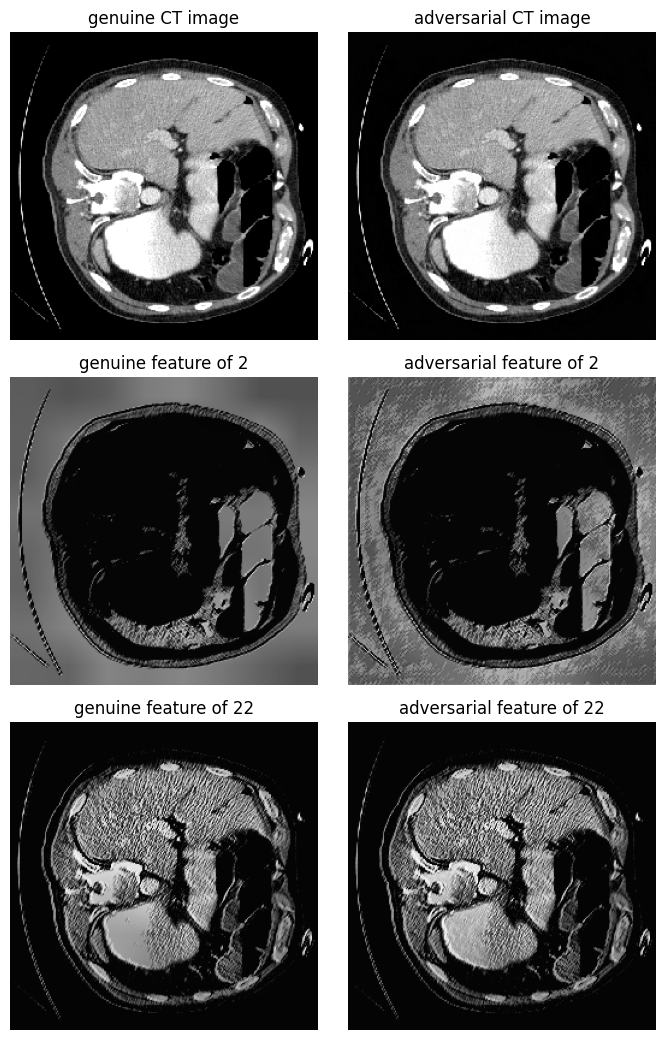 genuine CT image
adversarial CT image
genuine feature of 2
adversarial feature of 2
genuine feature of 22
adversarial feature of 22